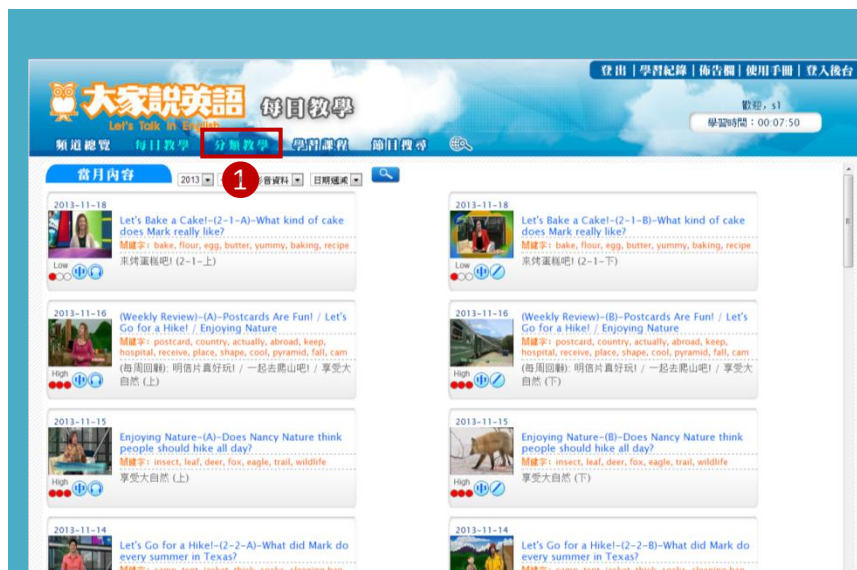 登出 | 學習紀錄 | 佈告欄 | 使用手冊 | 登入後台
大家說英語 每日教學
Let's Talk In English
歡迎, s1
學習時間:00:07:50
頻道總覽 每日教學 分類教學 學習課程 節目搜尋
1
當月內容 2013 影音資料 日期遞減
2013-11-18
Let's Bake a Cake!-(2-1-A)-What kind of cake
does Mark really like?
關鍵字: bake, flour, egg, butter, yummy, baking, recipe
來烤蛋糕吧! (2-1-上)
Low 中
2013-11-18
Let's Bake a Cake!-(2-1-B)-What kind of cake
does Mark really like?
關鍵字: bake, flour, egg, butter, yummy, baking, recipe
來烤蛋糕吧! (2-1-下)
Low 中
2013-11-16
(Weekly Review)-(A)-Postcards Are Fun! / Let's
Go for a Hike! / Enjoying Nature
關鍵字: postcard, country, actually, abroad, keep,
hospital, receive, place, shape, cool, pyramid, fall, cam
(每周回顧): 明信片真好玩! / 一起去爬山吧! / 享受大
自然 (上)
High 中
2013-11-16
(Weekly Review)-(B)-Postcards Are Fun! / Let's
Go for a Hike! / Enjoying Nature
關鍵字: postcard, country, actually, abroad, keep,
hospital, receive, place, shape, cool, pyramid, fall, cam
(每周回顧): 明信片真好玩! / 一起去爬山吧! / 享受大
自然 (下)
High 中
2013-11-15
Enjoying Nature-(A)-Does Nancy Nature think
people should hike all day?
關鍵字: insect, leaf, deer, fox, eagle, trail, wildlife
享受大自然 (上)
High 中
2013-11-15
Enjoying Nature-(B)-Does Nancy Nature think
people should hike all day?
關鍵字: insect, leaf, deer, fox, eagle, trail, wildlife
享受大自然 (下)
High 中
2013-11-14
Let's Go for a Hike!-(2-2-A)-What did Mark do
every summer in Texas?
2013-11-14
Let's Go for a Hike!-(2-2-B)-What did Mark do
every summer in Texas?